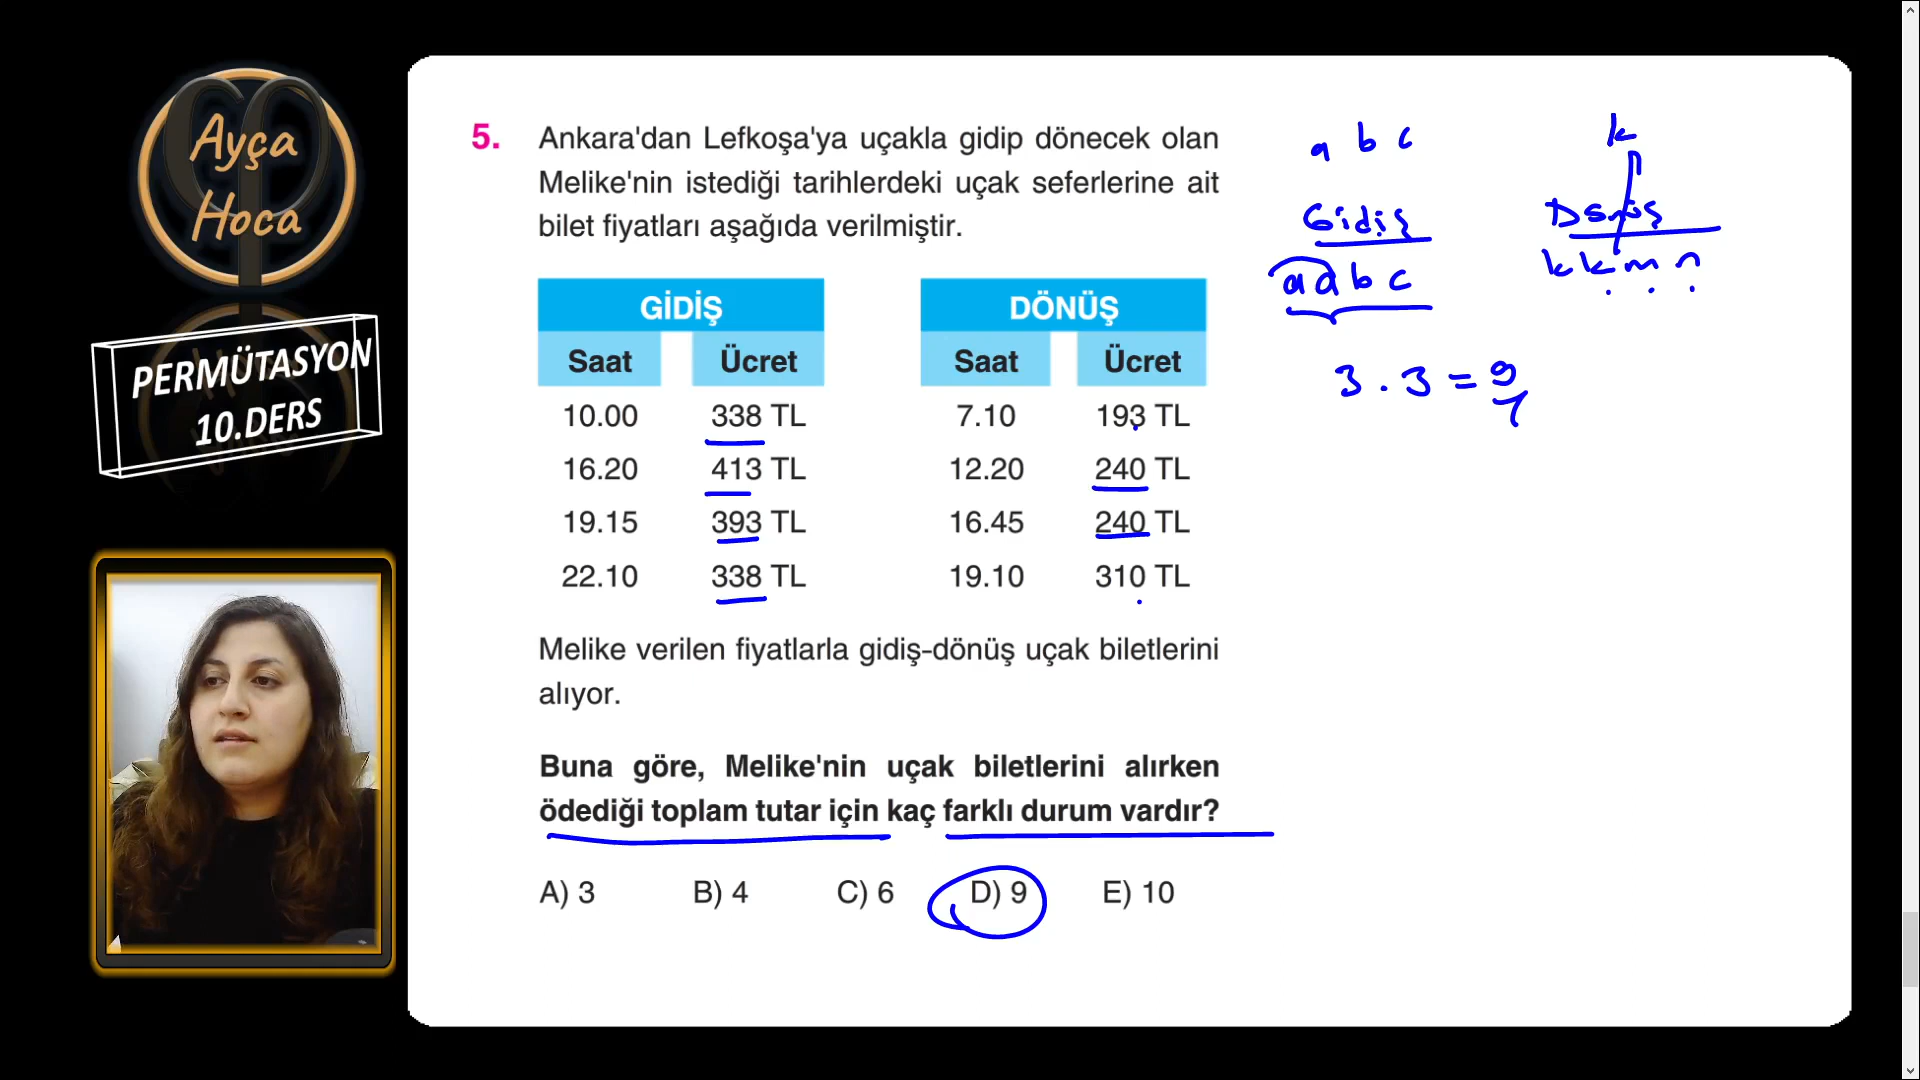 Ayça
Hoca
PERMÜTASYON
10.DERS
5. Ankara'dan Lefkoşa'ya uçakla gidip dönecek olan
Melike'nin istediği tarihlerdeki uçak seferlerine ait
bilet fiyatları aşağıda verilmiştir.
GİDİŞ DÖNÜŞ
Saat Ücret Saat Ücret
10.00 338 TL 7.10 193 TL
16.20 413 TL 12.20 240 TL
19.15 393 TL 16.45 240 TL
22.10 338 TL 19.10 310 TL
Melike verilen fiyatlarla gidiş-dönüş uçak biletlerini
alıyor.
Buna göre, Melike'nin uçak biletlerini alırken
ödediği toplam tutar için kaç farklı durum vardır?
A) 3 B) 4 C) 6 D) 9 E) 10
a b c k
Gidiş Dönüş
a a b c k k m n
3 . 3 = 9